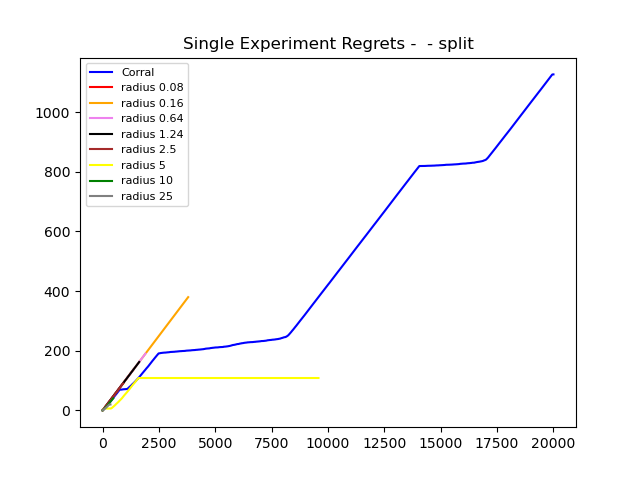 Single Experiment Regrets -  - split
Corral
radius 0.08
radius 0.16
radius 0.64
radius 1.24
radius 2.5
radius 5
radius 10
radius 25
1000
800
600
400
200
0
0 2500 5000 7500 10000 12500 15000 17500 20000